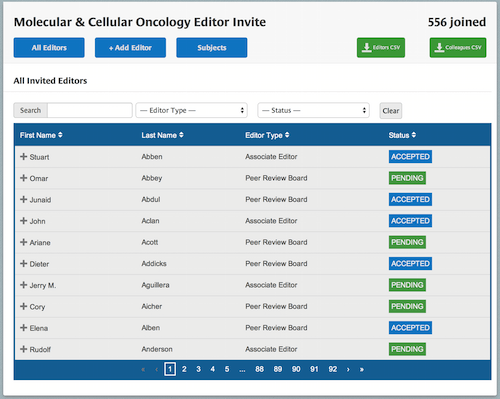 Molecular & Cellular Oncology Editor Invite 556 joined
All Editors + Add Editor Subjects Editors CSV Colleagues CSV
All Invited Editors
Search — Editor Type — — Status — Clear
First Name Last Name Editor Type Status
Stuart Abben Associate Editor ACCEPTED
Omar Abbey Peer Review Board PENDING
Junaid Abdul Peer Review Board ACCEPTED
John Aclan Associate Editor ACCEPTED
Ariane Acott Peer Review Board PENDING
Dieter Addicks Peer Review Board ACCEPTED
Jerry M. Aguillera Associate Editor PENDING
Cory Aicher Peer Review Board PENDING
Elena Alben Peer Review Board ACCEPTED
Rudolf Anderson Associate Editor PENDING
« ‹ 1 2 3 4 5 ... 88 89 90 91 92 › »